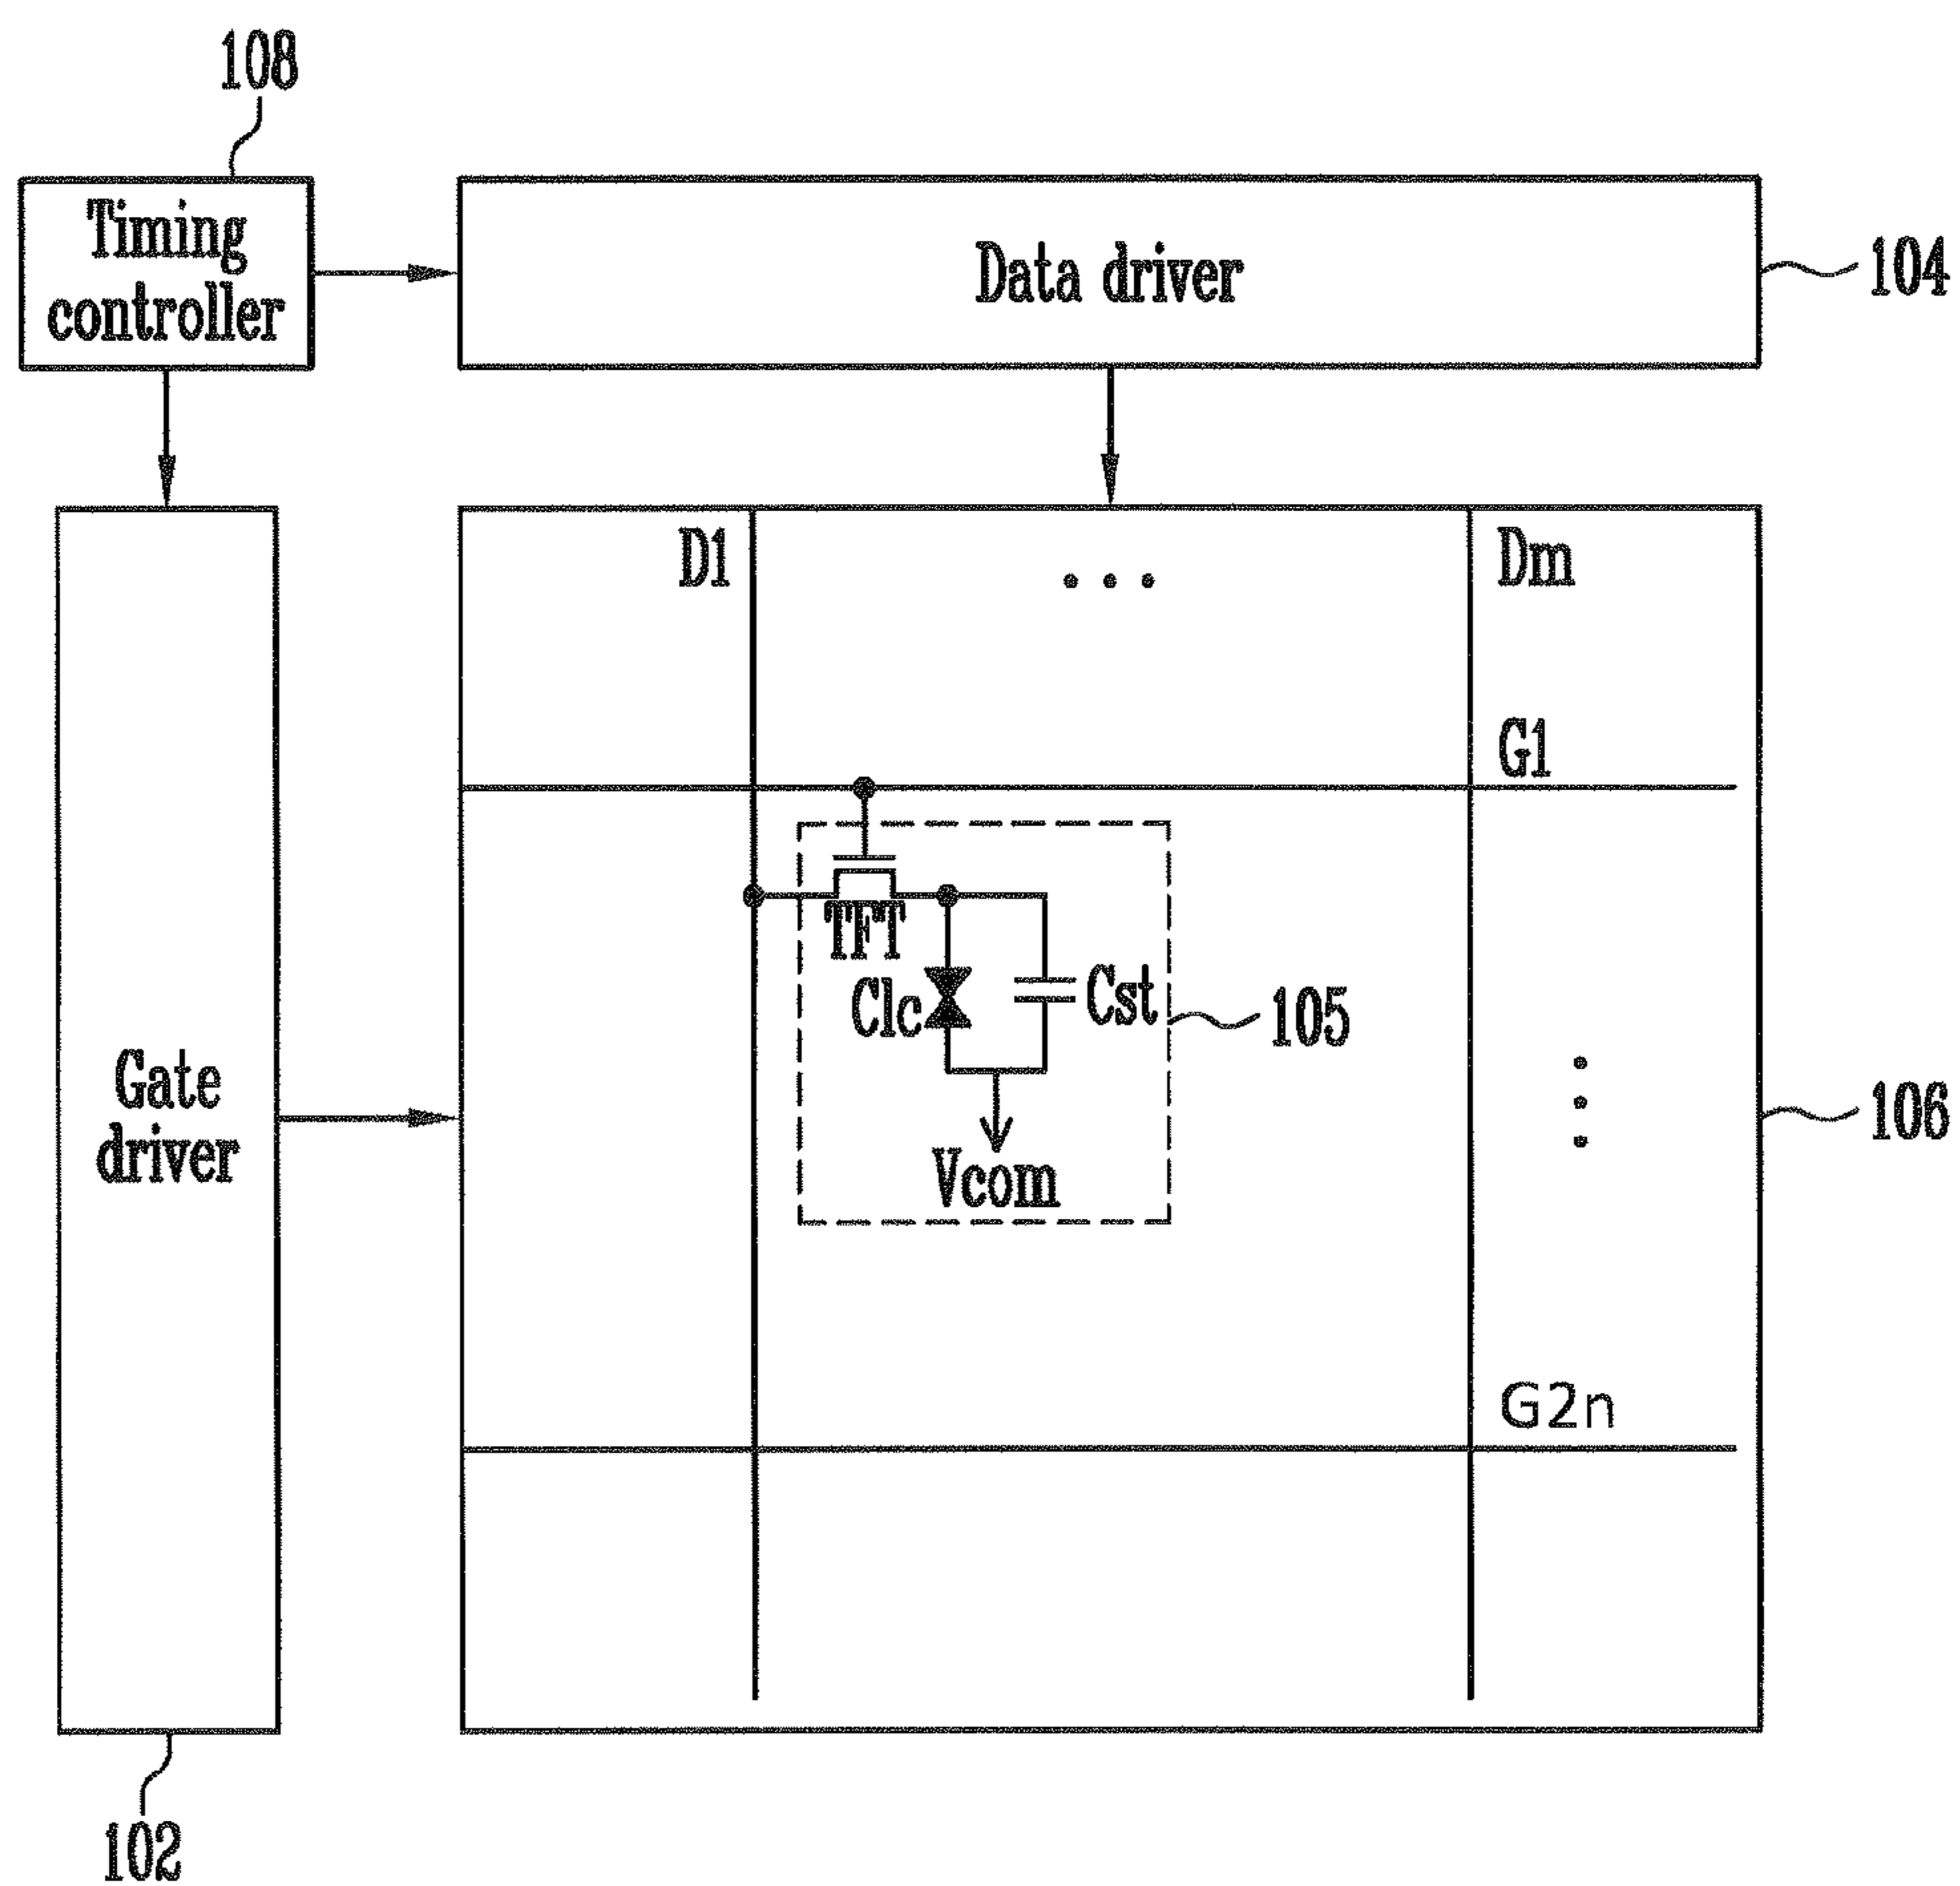 108
Timing
controller
Data driver
104
D1
. . .
Dm
G1
TFT
Clc
Cst
105
Vcom
Gate
driver
106
G2n
102